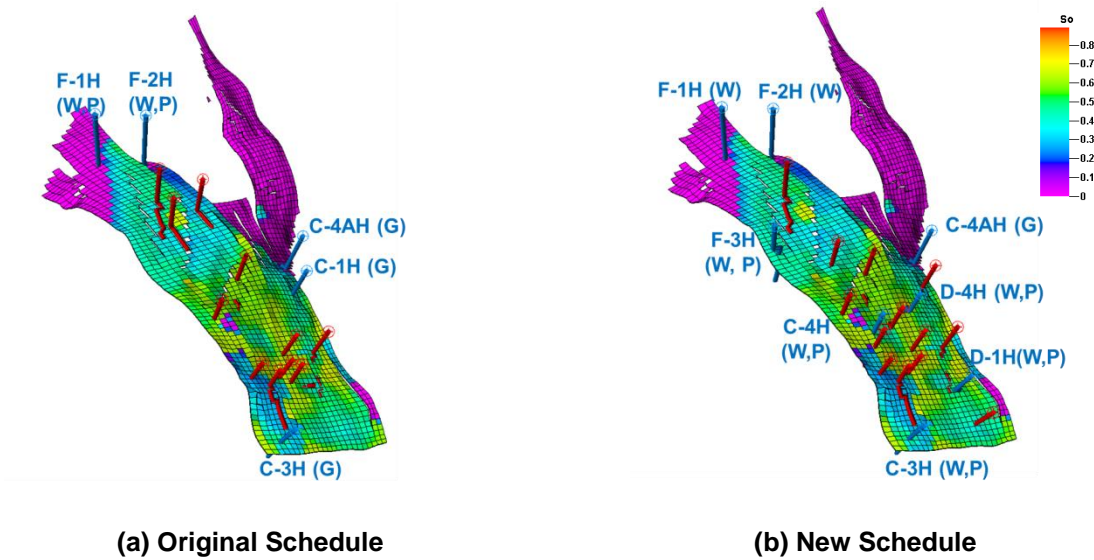 F-1H
(W,P)
F-2H
(W,P)
C-4AH (G)
C-1H (G)
C-3H (G)
(a) Original Schedule
F-1H (W)
F-2H (W)
F-3H
(W, P)
C-4AH (G)
D-4H (W,P)
C-4H
(W,P)
D-1H(W,P)
C-3H (W,P)
(b) New Schedule
So
0.8
0.7
0.6
0.5
0.4
0.3
0.2
0.1
0